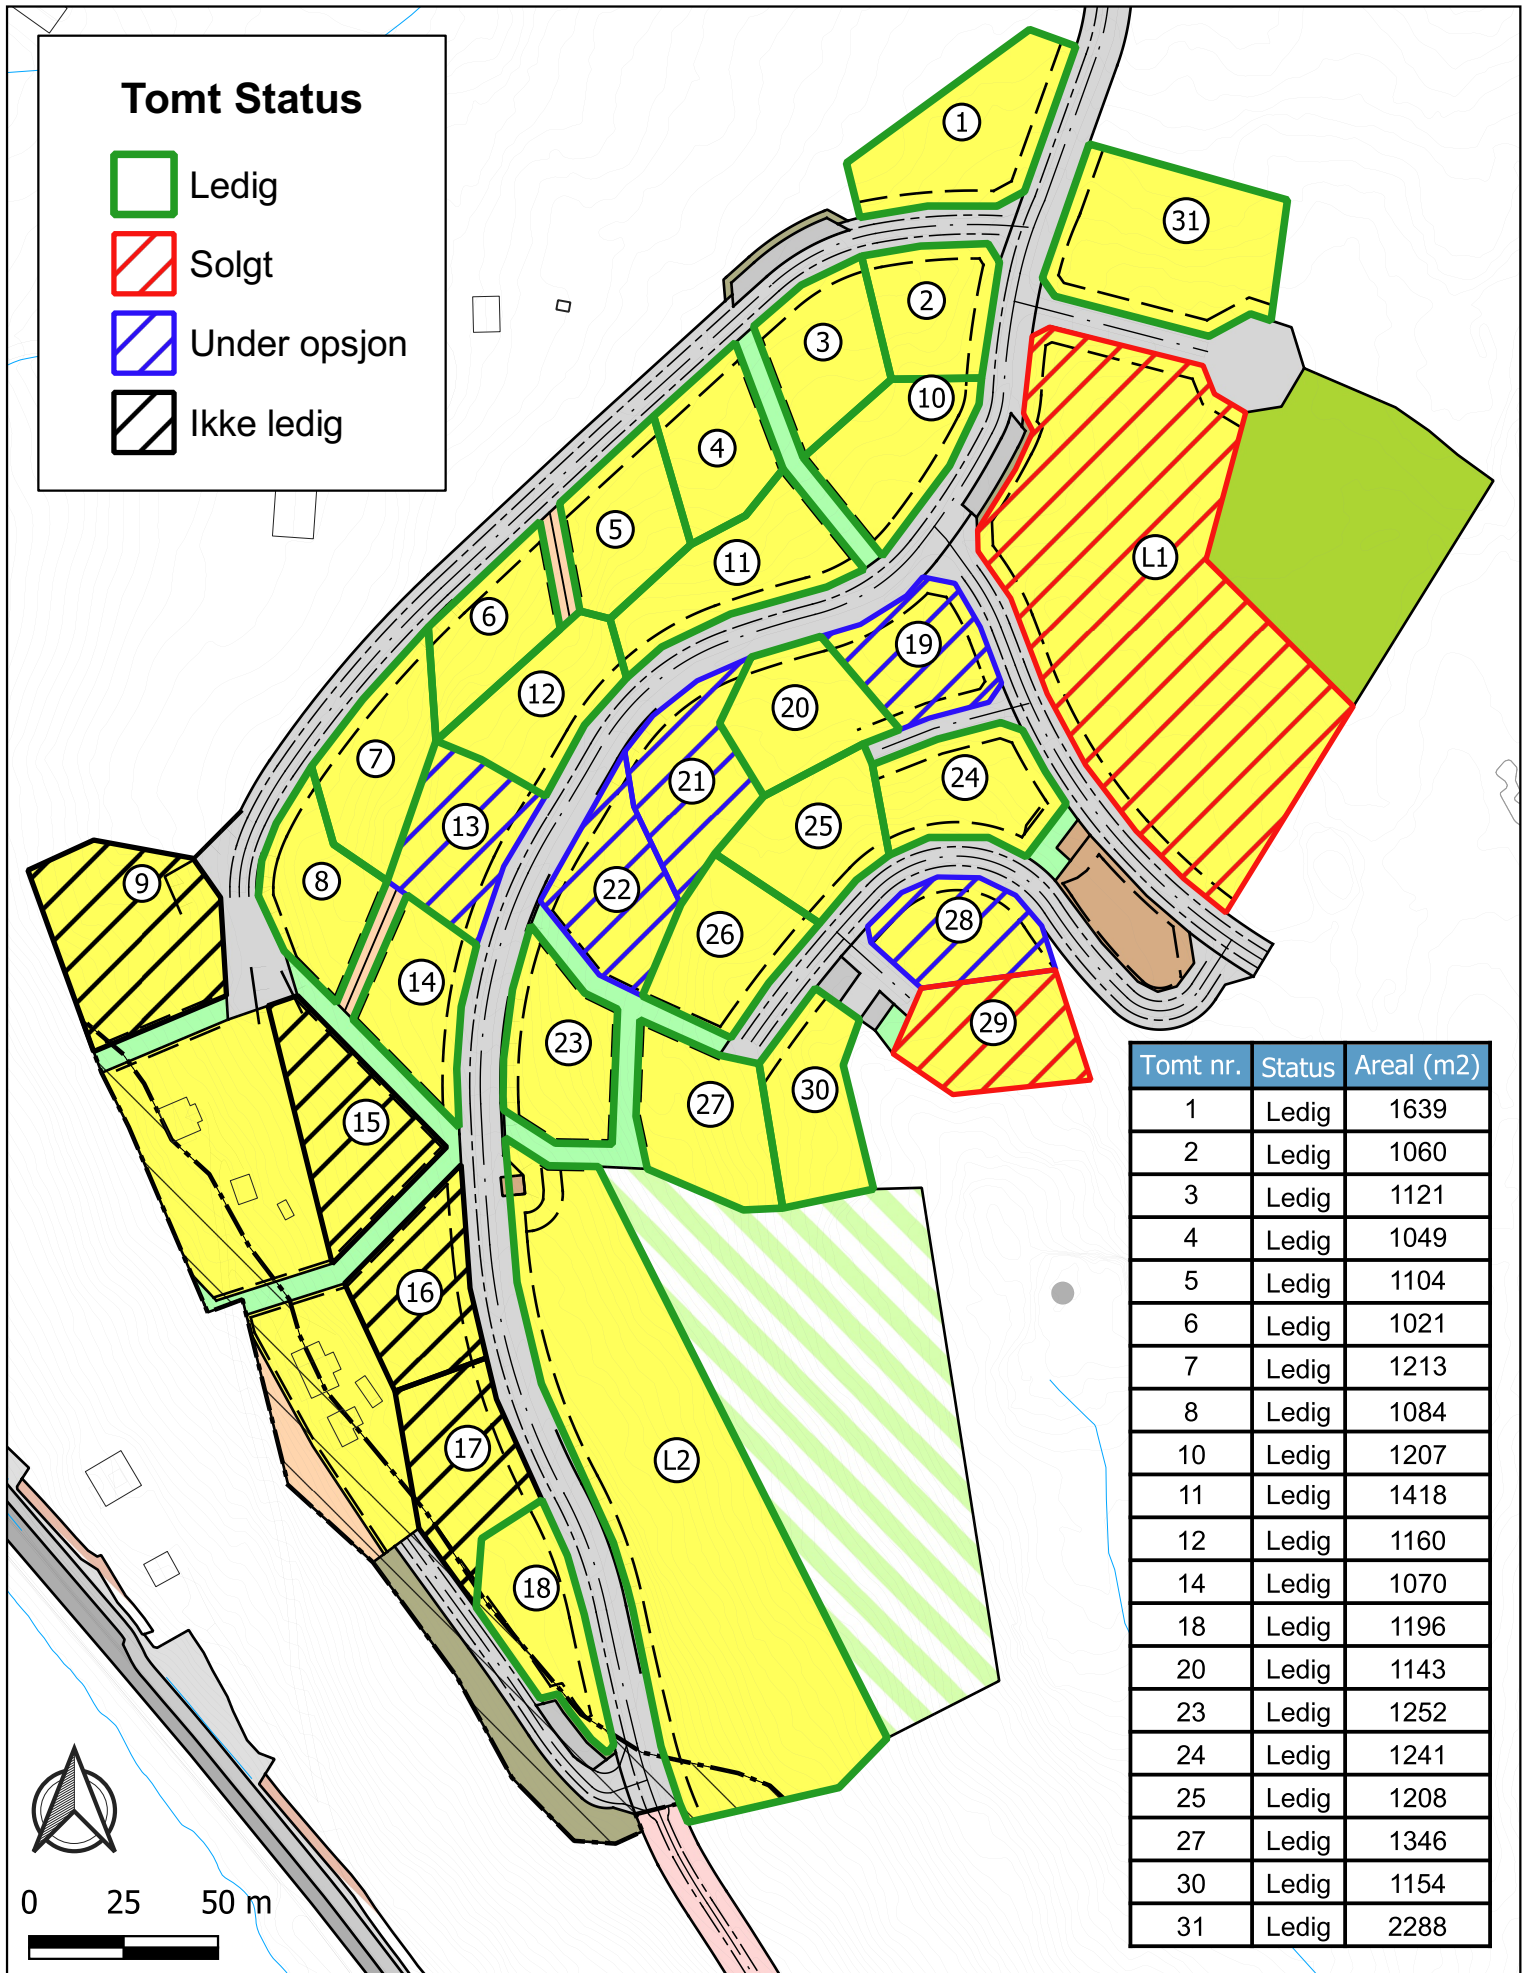 Tomt Status
Ledig
Solgt
Under opsjon
Ikke ledig
1
31
2
3
10
4
5
11
L1
6
19
12
20
7
21
24
13
25
8
9
22
28
26
14
29
23
30
27
15
16
17
L2
18
Tomt nr. Status Areal (m2)
1 Ledig 1639
2 Ledig 1060
3 Ledig 1121
4 Ledig 1049
5 Ledig 1104
6 Ledig 1021
7 Ledig 1213
8 Ledig 1084
10 Ledig 1207
11 Ledig 1418
12 Ledig 1160
14 Ledig 1070
18 Ledig 1196
20 Ledig 1143
23 Ledig 1252
24 Ledig 1241
25 Ledig 1208
27 Ledig 1346
30 Ledig 1154
31 Ledig 2288
0 25 50 m